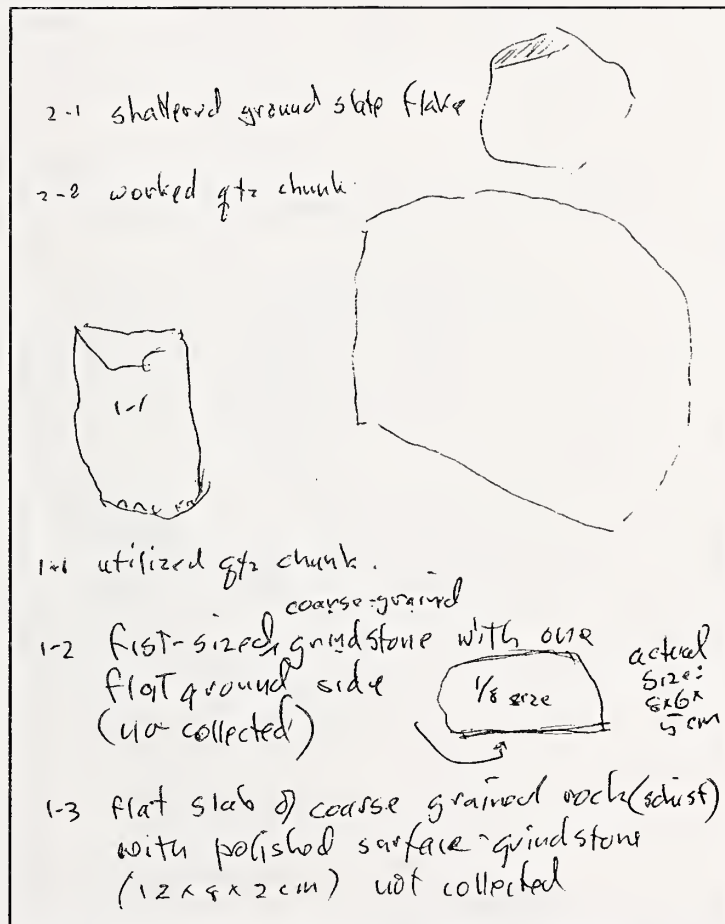 2-1 shattered ground slate flake
2-2 worked qtz chunk.
1-1
1-1 utilized qtz chunk.
coarse-grained
1-2 fist-sized, grindstone with one
flat ground side
(not collected)
1/8 size
actual
size:
8x6x
5 cm
1-3 flat slab of coarse grained rock (schist)
with polished surface - grindstone
(12 x 8 x 2 cm) not collected